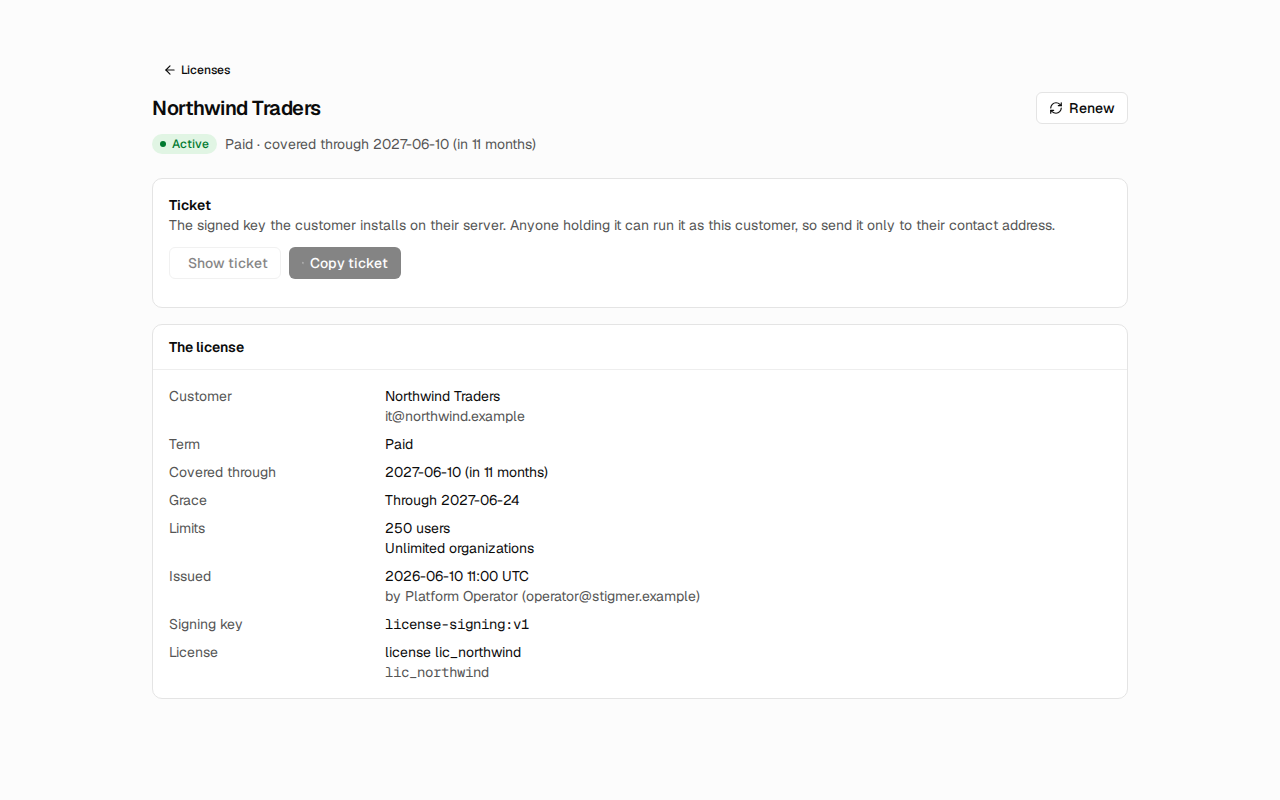 Licenses
Northwind Traders
Renew
Active
Paid · covered through 2027-06-10 (in 11 months)
Ticket
The signed key the customer installs on their server. Anyone holding it can run it as this customer, so send it only to their contact address.
Show ticket
Copy ticket
The license
Customer
Northwind Traders
it@northwind.example
Term
Paid
Covered through
2027-06-10 (in 11 months)
Grace
Through 2027-06-24
Limits
250 users
Unlimited organizations
Issued
2026-06-10 11:00 UTC
by Platform Operator (operator@stigmer.example)
Signing key
license-signing:v1
License
license lic_northwind
lic_northwind